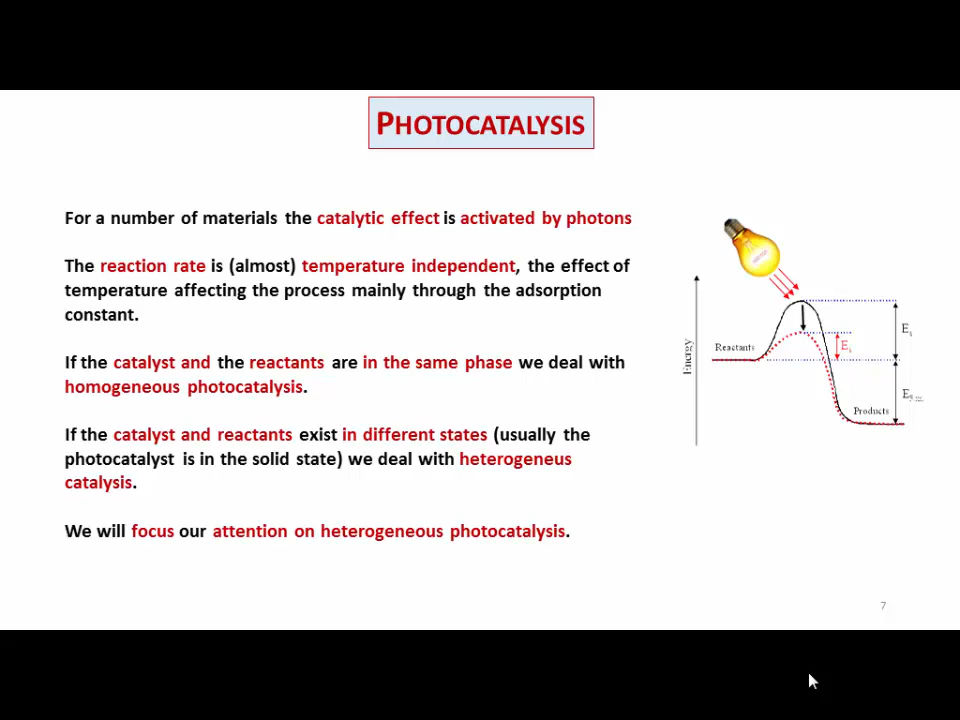 PHOTOCATALYSIS
For a number of materials the catalytic effect is activated by photons
The reaction rate is (almost) temperature independent, the effect of
temperature affecting the process mainly through the adsorption
constant.
If the catalyst and the reactants are in the same phase we deal with
homogeneous photocatalysis.
If the catalyst and reactants exist in different states (usually the
photocatalyst is in the solid state) we deal with heterogeneus
catalysis.
We will focus our attention on heterogeneous photocatalysis.
Energy
Reactants
Products
7